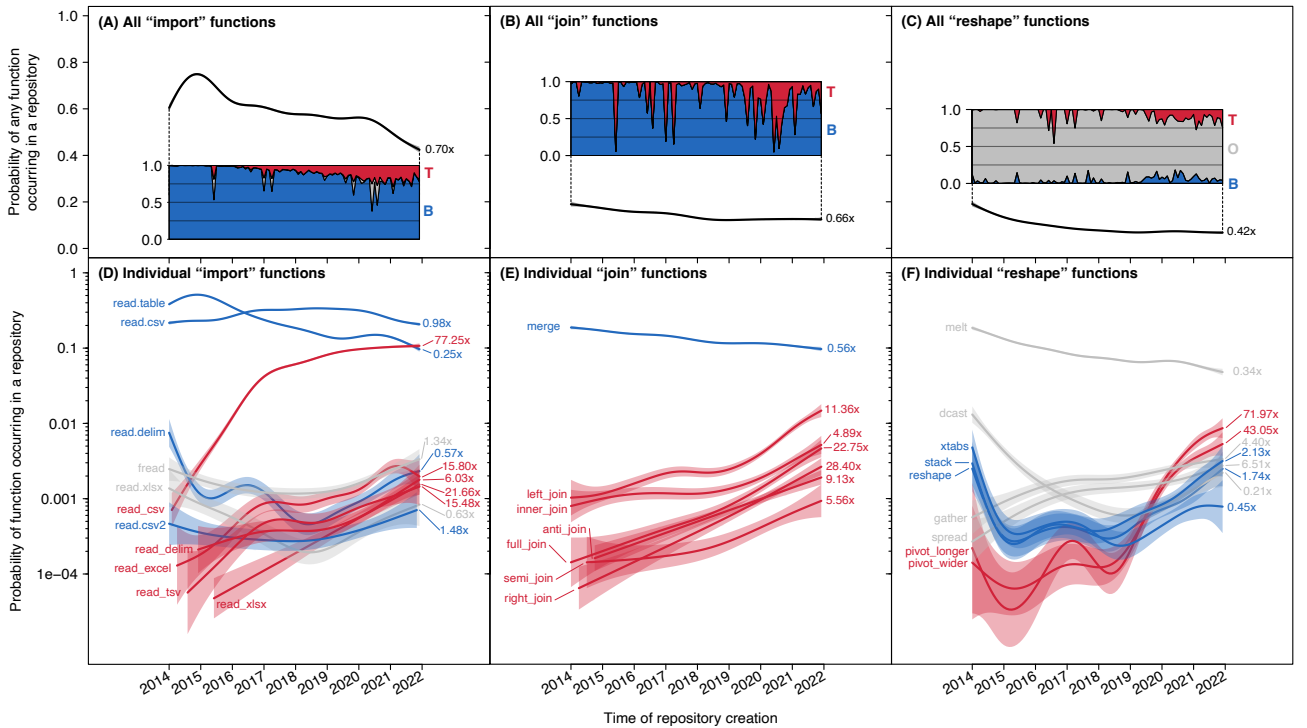 (A) All “import” functions
(B) All “join” functions
(C) All “reshape” functions
Probability of any function
occurring in a repository
1.0
0.8
0.6
0.4
0.2
0.0
0.70x
1.0
0.5
0.0
T
B
1.0
0.5
0.0
T
B
0.66x
1.0
0.5
0.0
T
O
B
0.42x
(D) Individual “import” functions
(E) Individual “join” functions
(F) Individual “reshape” functions
Probability of function occurring in a repository
1
0.1
0.01
0.001
1e−04
read.table
read.csv
read.delim
fread
read.xlsx
read_csv
read.csv2
read_delim
read_excel
read_tsv
read_xlsx
0.98x
77.25x
0.25x
1.34x
0.57x
15.80x
6.03x
21.66x
15.48x
0.63x
1.48x
merge
left_join
inner_join
anti_join
full_join
semi_join
right_join
0.56x
11.36x
4.89x
22.75x
28.40x
9.13x
5.56x
melt
dcast
xtabs
stack
reshape
gather
spread
pivot_longer
pivot_wider
0.34x
71.97x
43.05x
4.40x
2.13x
6.51x
1.74x
0.21x
0.45x
2014 2015 2016 2017 2018 2019 2020 2021 2022
2014 2015 2016 2017 2018 2019 2020 2021 2022
2014 2015 2016 2017 2018 2019 2020 2021 2022
Time of repository creation